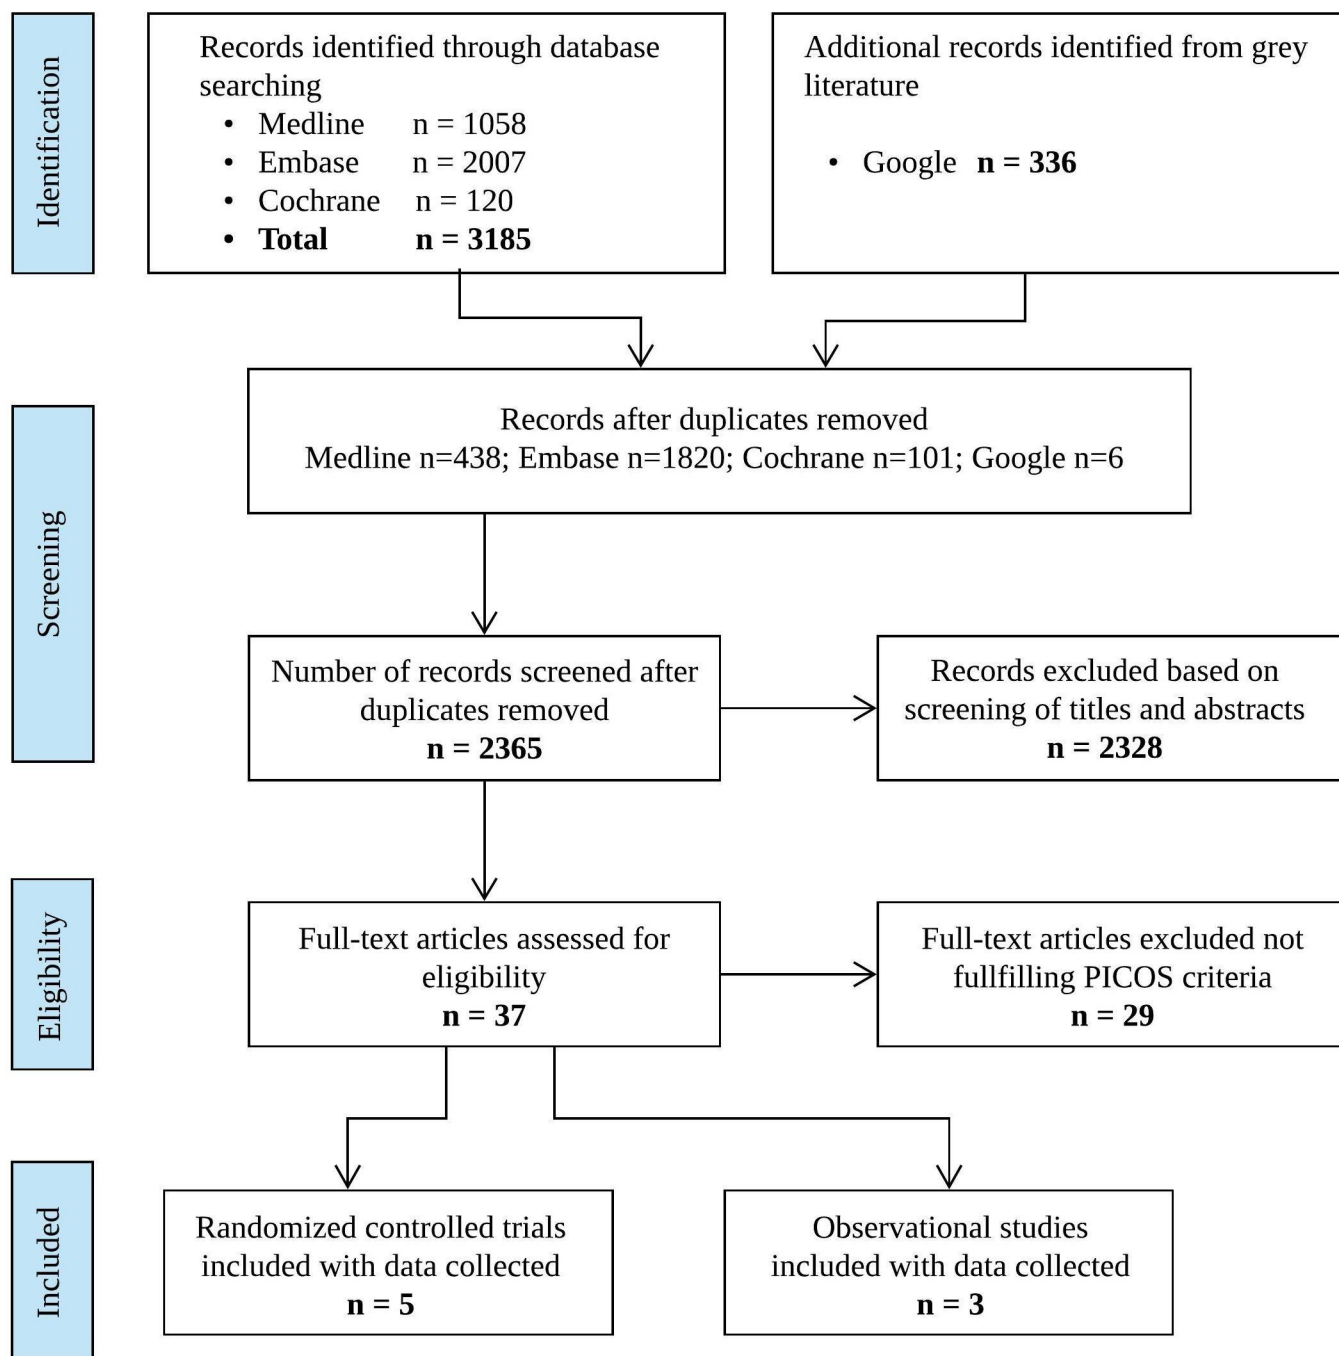 Identification
Records identified through database
searching
• Medline n = 1058
• Embase n = 2007
• Cochrane n = 120
• Total n = 3185
Additional records identified from grey
literature
• Google n = 336
Screening
Records after duplicates removed
Medline n=438; Embase n=1820; Cochrane n=101; Google n=6
Number of records screened after
duplicates removed
n = 2365
Records excluded based on
screening of titles and abstracts
n = 2328
Eligibility
Full-text articles assessed for
eligibility
n = 37
Full-text articles excluded not
fullfilling PICOS criteria
n = 29
Included
Randomized controlled trials
included with data collected
n = 5
Observational studies
included with data collected
n = 3